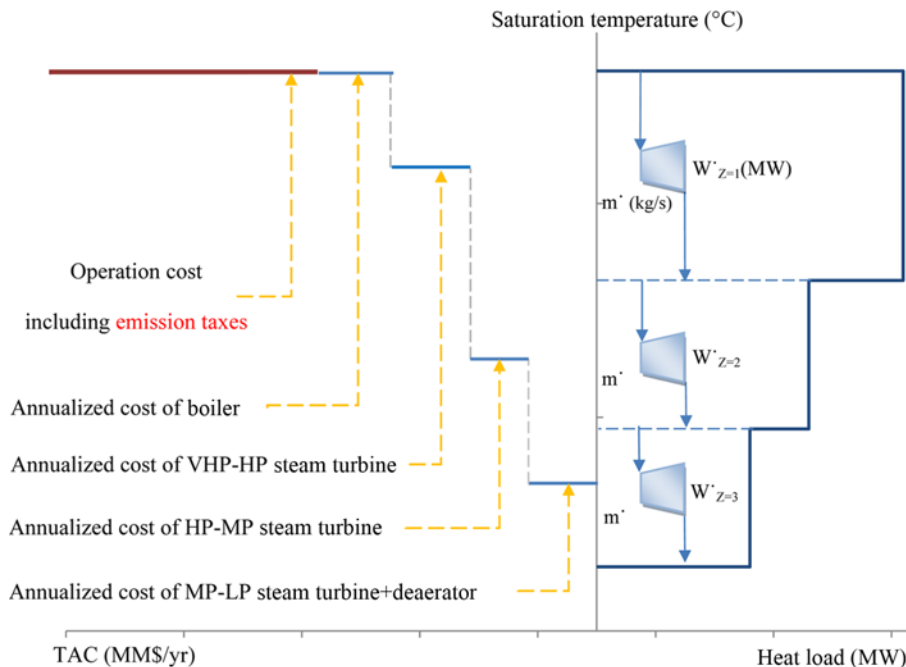 Saturation temperature (°C)
W˙Z=1(MW)
m˙ (kg/s)
Operation cost
including emission taxes
W˙Z=2
m˙
Annualized cost of boiler
Annualized cost of VHP-HP steam turbine
W˙Z=3
m˙
Annualized cost of HP-MP steam turbine
Annualized cost of MP-LP steam turbine+deaerator
TAC (MM$/yr)
Heat load (MW)